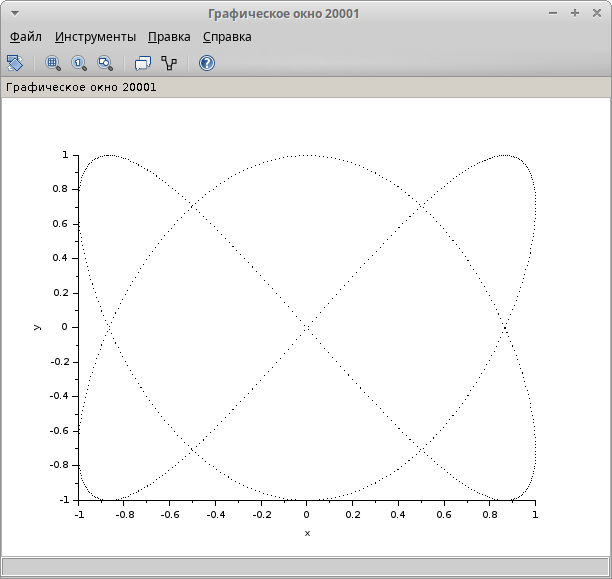 Графическое окно 20001
Файл Инструменты Правка Справка
Графическое окно 20001
1
0.8
0.6
0.4
0.2
0
-0.2
-0.4
-0.6
-0.8
-1
y
-1 -0.8 -0.6 -0.4 -0.2 0 0.2 0.4 0.6 0.8 1
x